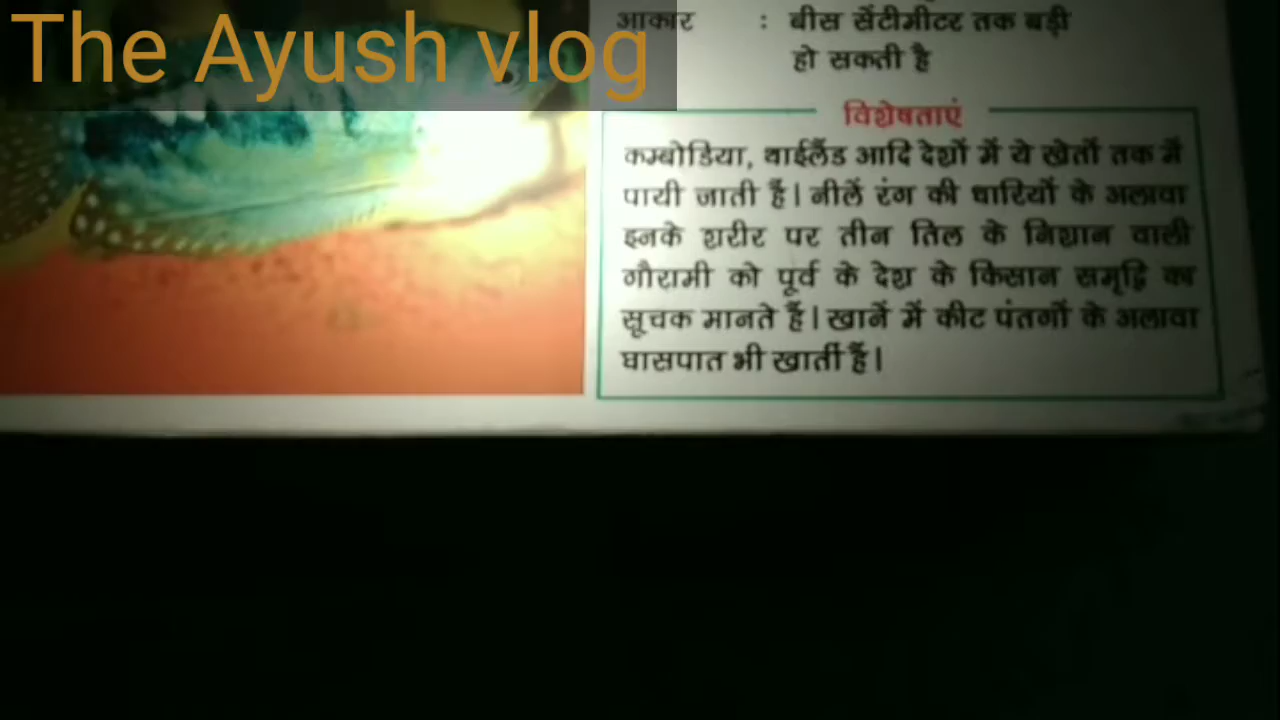 The Ayush vlog
आकार : बीस सेंटीमीटर तक बड़ी
हो सकती है
विशेषताएं
कम्बोडिया, थाईलैंड आदि देशों में ये खेतों तक में
पायी जाती हैं। नीलें रंग की धारियों के अलावा
इनके शरीर पर तीन तिल के निशान वाली
गौरामी को पूर्व के देश के किसान समृद्धि का
सूचक मानते हैं। खानें में कीट पंतगों के अलावा
घासपात भी खातीं हैं।